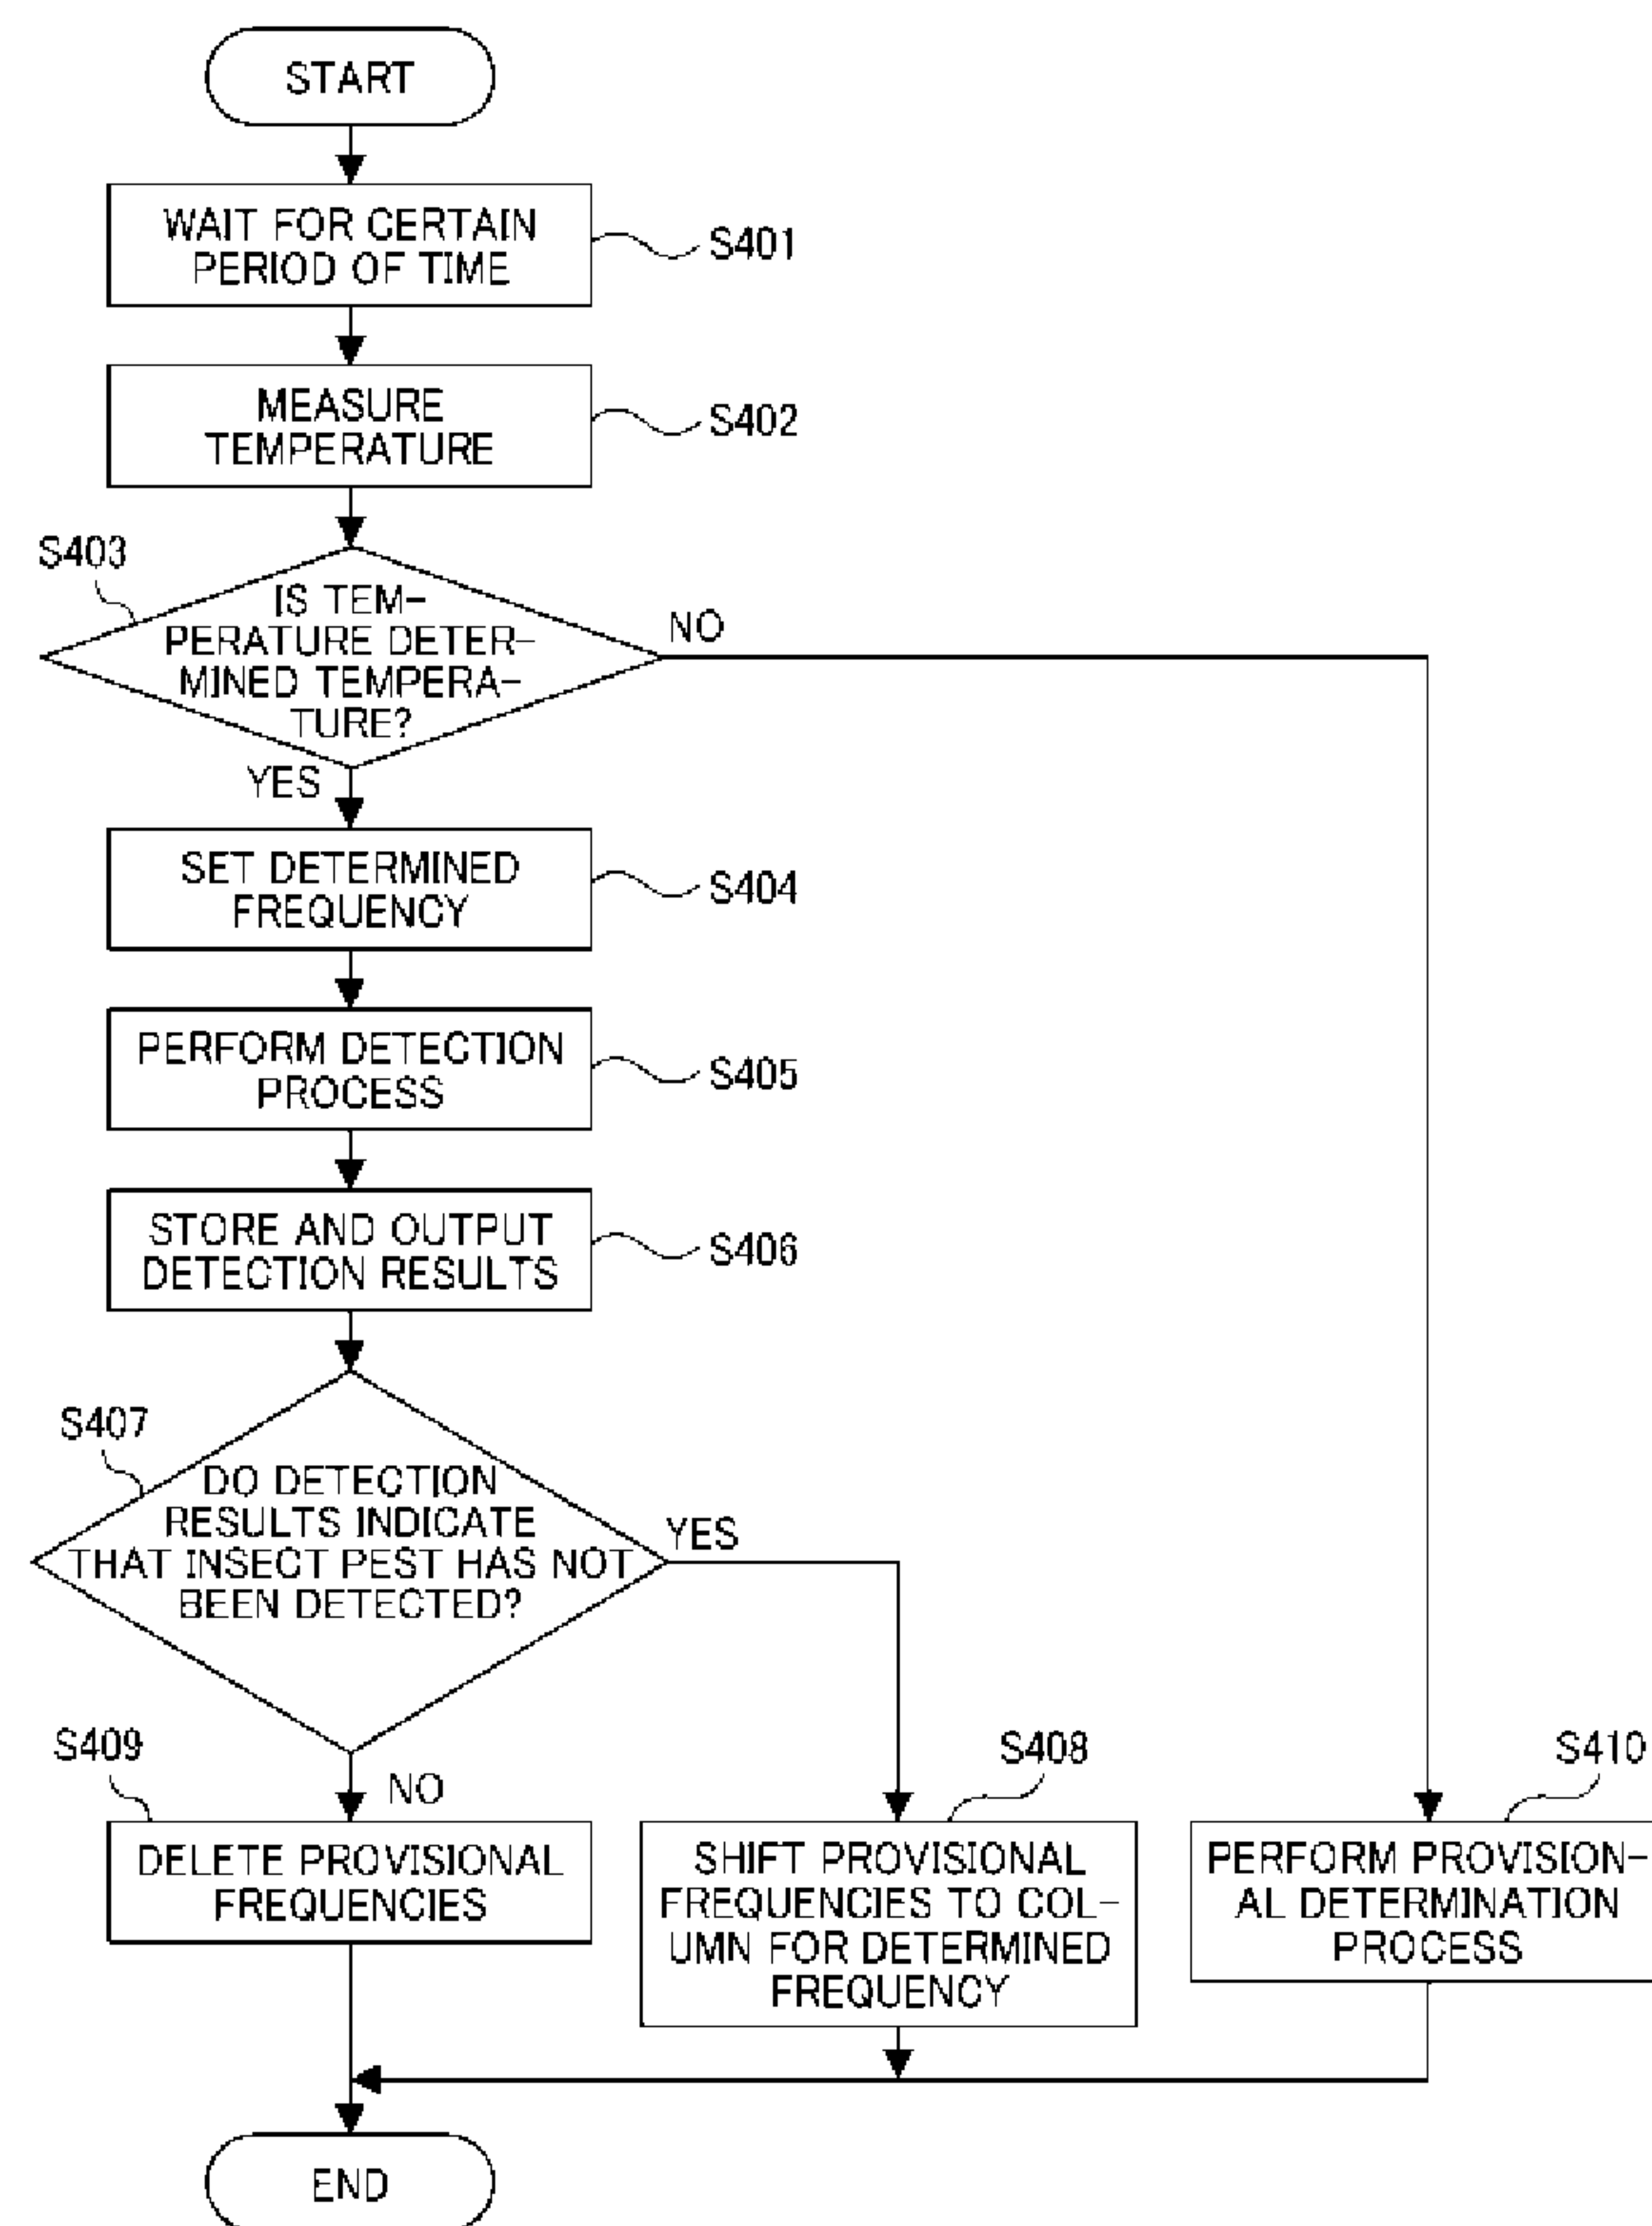 START
WAIT FOR CERTAIN
PERIOD OF TIME
S401
MEASURE
TEMPERATURE
S402
S403
IS TEM-
PERATURE DETER-
MINED TEMPERA-
TURE?
NO
YES
SET DETERMINED
FREQUENCY
S404
PERFORM DETECTION
PROCESS
S405
STORE AND OUTPUT
DETECTION RESULTS
S406
S407
DO DETECTION
RESULTS INDICATE
THAT INSECT PEST HAS NOT
BEEN DETECTED?
YES
NO
S409
DELETE PROVISIONAL
FREQUENCIES
S408
SHIFT PROVISIONAL
FREQUENCIES TO COL-
UMN FOR DETERMINED
FREQUENCY
S410
PERFORM PROVISION-
AL DETERMINATION
PROCESS
END